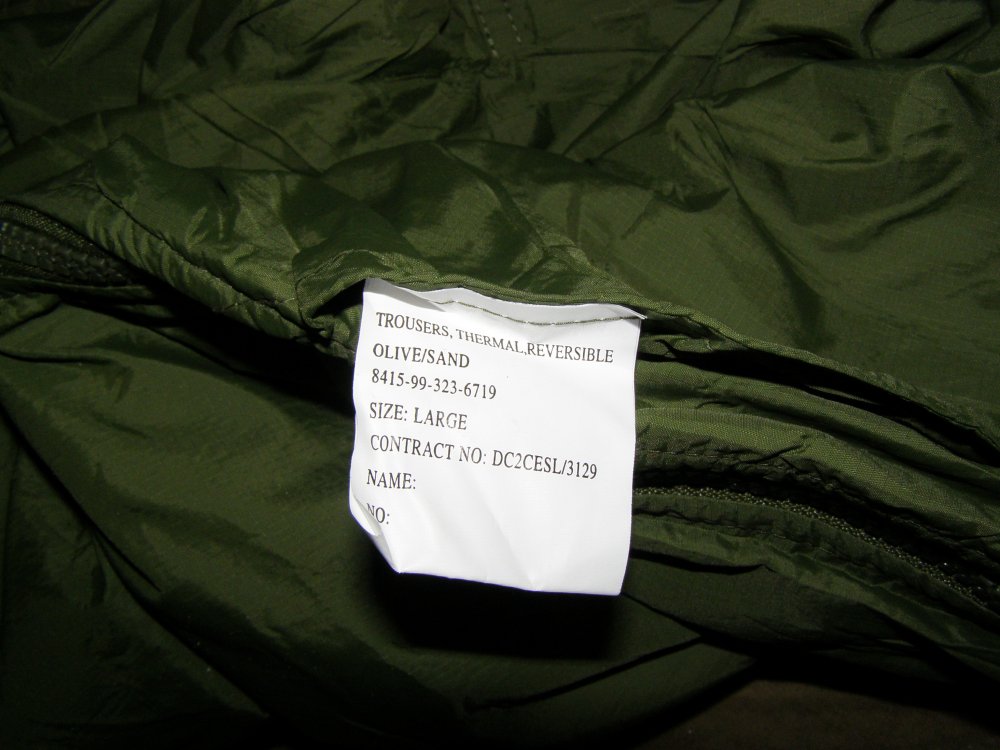 TROUSERS, THERMAL,REVERSIBLE
OLIVE/SAND
8415-99-323-6719
SIZE: LARGE
CONTRACT NO: DC2CESL/3129
NAME:
NO: